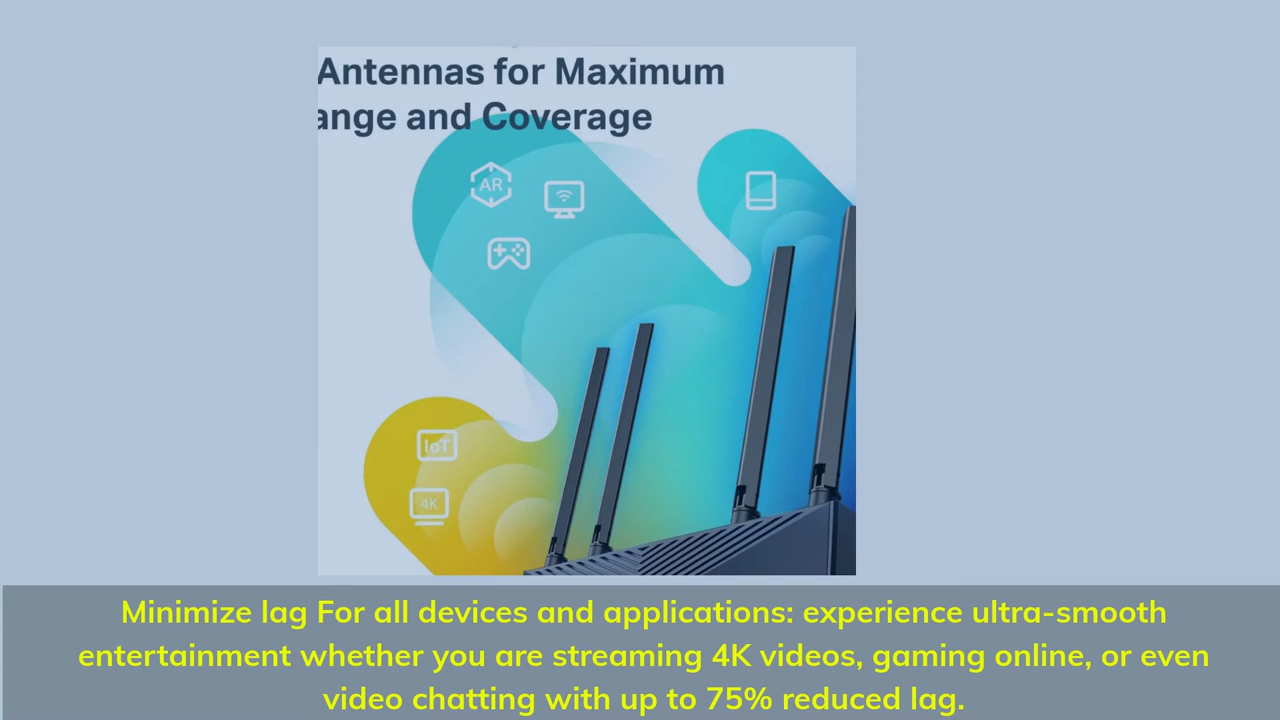 Antennas for Maximum
ange and Coverage
AR
IoT
4K
Minimize lag For all devices and applications: experience ultra-smooth
entertainment whether you are streaming 4K videos, gaming online, or even
video chatting with up to 75% reduced lag.